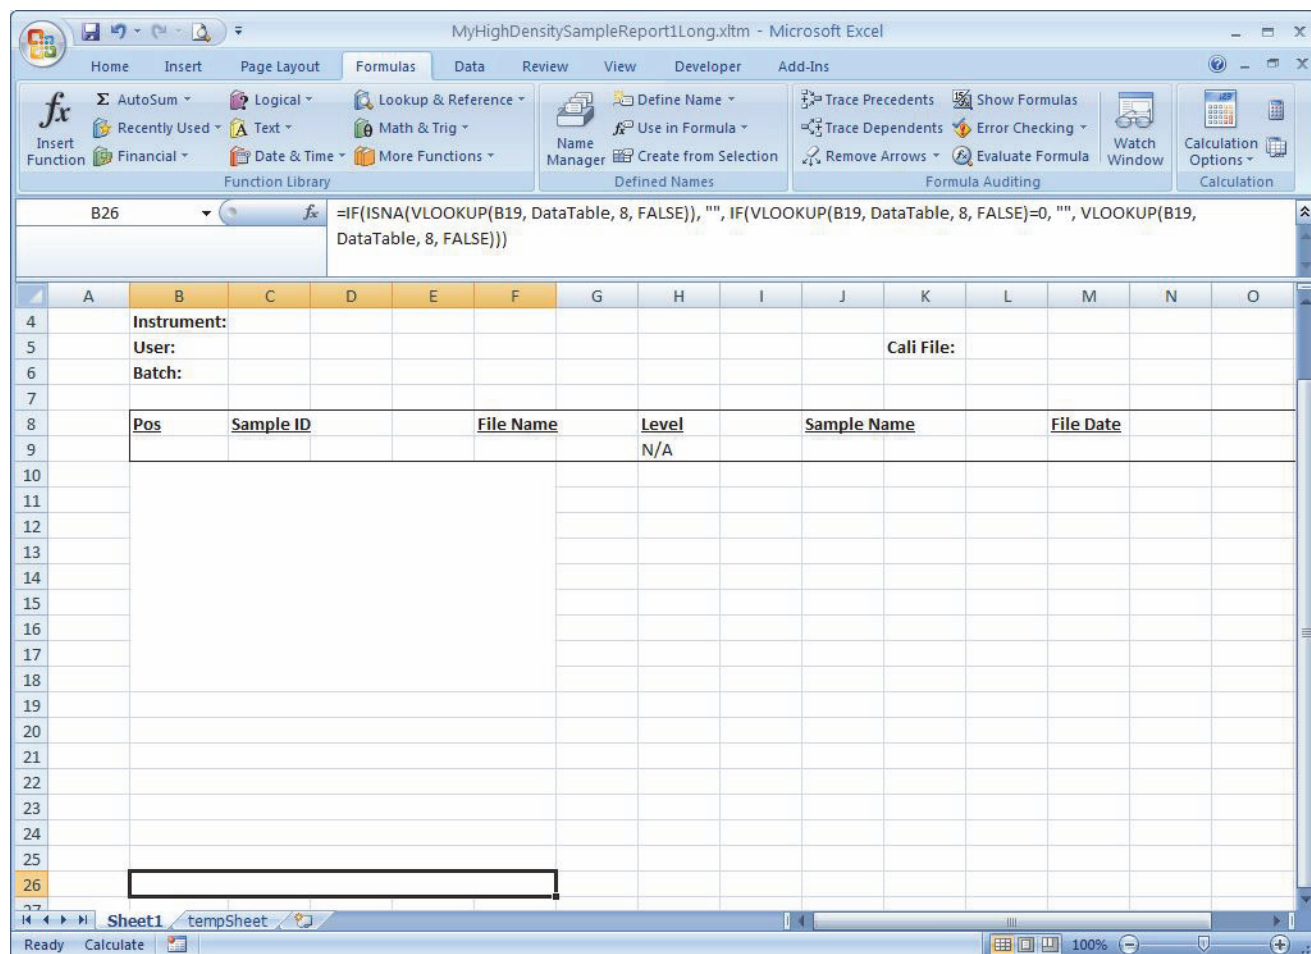 MyHighDensitySampleReport1Long.xltm - Microsoft Excel
Home Insert Page Layout Formulas Data Review View Developer Add-Ins
fx Insert Function
Σ AutoSum
Recently Used
Financial
Logical
Text
Date & Time
Lookup & Reference
Math & Trig
More Functions
Function Library
Name Manager
Define Name
Use in Formula
Create from Selection
Defined Names
Trace Precedents
Trace Dependents
Remove Arrows
Show Formulas
Error Checking
Evaluate Formula
Watch Window
Formula Auditing
Calculation Options
Calculation
B26 fx =IF(ISNA(VLOOKUP(B19, DataTable, 8, FALSE)), "", IF(VLOOKUP(B19, DataTable, 8, FALSE)=0, "", VLOOKUP(B19,
DataTable, 8, FALSE)))
A B C D E F G H I J K L M N O
4 Instrument:
5 User: Cali File:
6 Batch:
7
8 Pos Sample ID File Name Level Sample Name File Date
9 N/A
10
11
12
13
14
15
16
17
18
19
20
21
22
23
24
25
26
27
Sheet1 tempSheet
Ready Calculate 100%